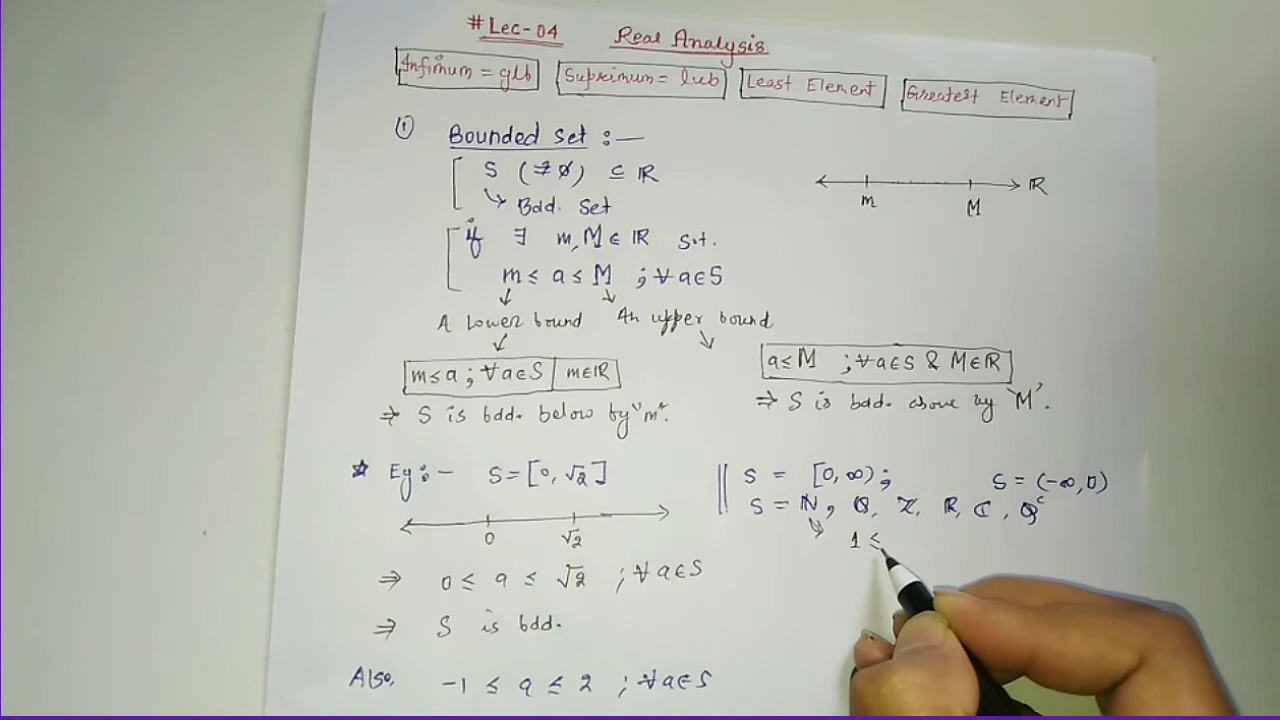 # Lec-04 Real Analysis
Infimum = glb Supremum = lub Least Element Greatest Element
① Bounded Set :—
S (≠ ∅) ⊆ ℝ
↳ Bdd. Set
if ∃ m, M ∈ ℝ s.t.
m ≤ a ≤ M ; ∀ a∈S
ℝ
m M
A lower bound An upper bound
m ≤ a ; ∀ a∈S m∈ℝ
⇒ S is bdd. below by "m".
a ≤ M ; ∀ a∈S & M∈ℝ
⇒ S is bdd. above by 'M'.
☆ Eg :- S = [0, √2]
0 √2
⇒ 0 ≤ a ≤ √2 ; ∀ a∈S
⇒ S is bdd.
Also, -1 ≤ a ≤ 2 ; ∀ a∈S
S = [0, ∞) ; S = (-∞, 0)
S = ℕ, ℚ, ℤ, ℝ, ℂ, ℚᶜ
↳ 1 ≤